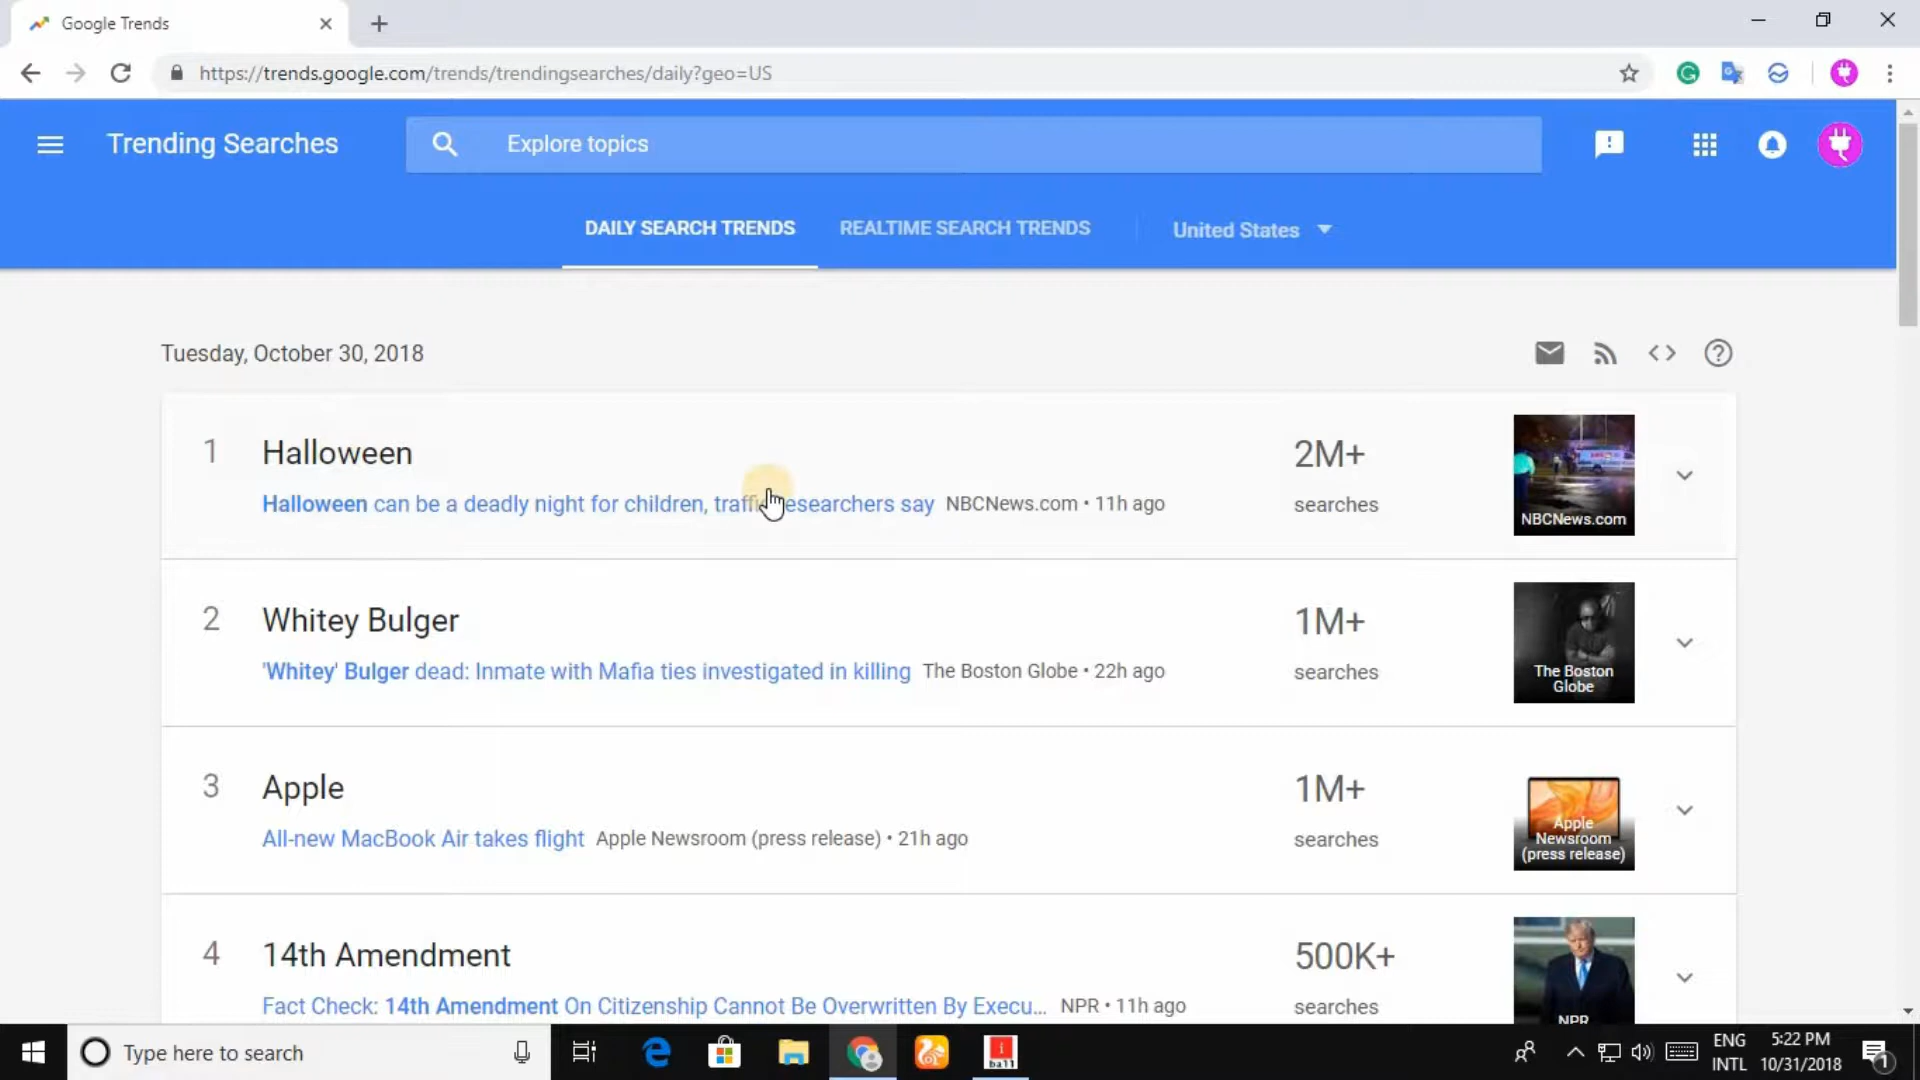 Google Trends
https://trends.google.com/trends/trendingsearches/daily?geo=US
Trending Searches
Explore topics
DAILY SEARCH TRENDS REALTIME SEARCH TRENDS United States
Tuesday, October 30, 2018
1 Halloween 2M+
Halloween can be a deadly night for children, traffic researchers say NBCNews.com • 11h ago searches
NBCNews.com
2 Whitey Bulger 1M+
'Whitey' Bulger dead: Inmate with Mafia ties investigated in killing The Boston Globe • 22h ago searches
The Boston
Globe
3 Apple 1M+
All-new MacBook Air takes flight Apple Newsroom (press release) • 21h ago searches
Apple
Newsroom
(press release)
4 14th Amendment 500K+
Fact Check: 14th Amendment On Citizenship Cannot Be Overwritten By Execu... NPR • 11h ago searches
NPR
Type here to search
ball
ENG
INTL
5:22 PM
10/31/2018
1